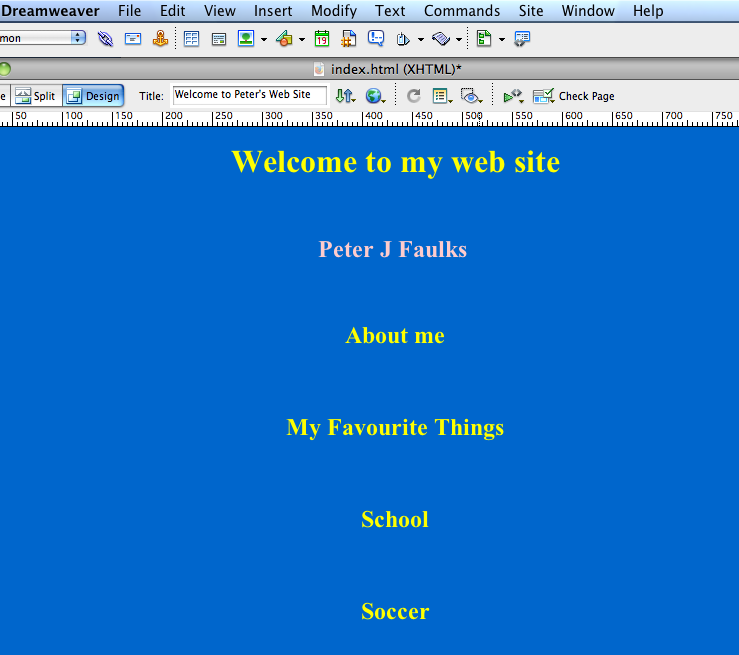 Dreamweaver File Edit View Insert Modify Text Commands Site Window Help
mon 19
index.html (XHTML)*
e Split Design Title: Welcome to Peter's Web Site Check Page
50 100 150 200 250 300 350 400 450 500 550 600 650 700 750
Welcome to my web site
Peter J Faulks
About me
My Favourite Things
School
Soccer